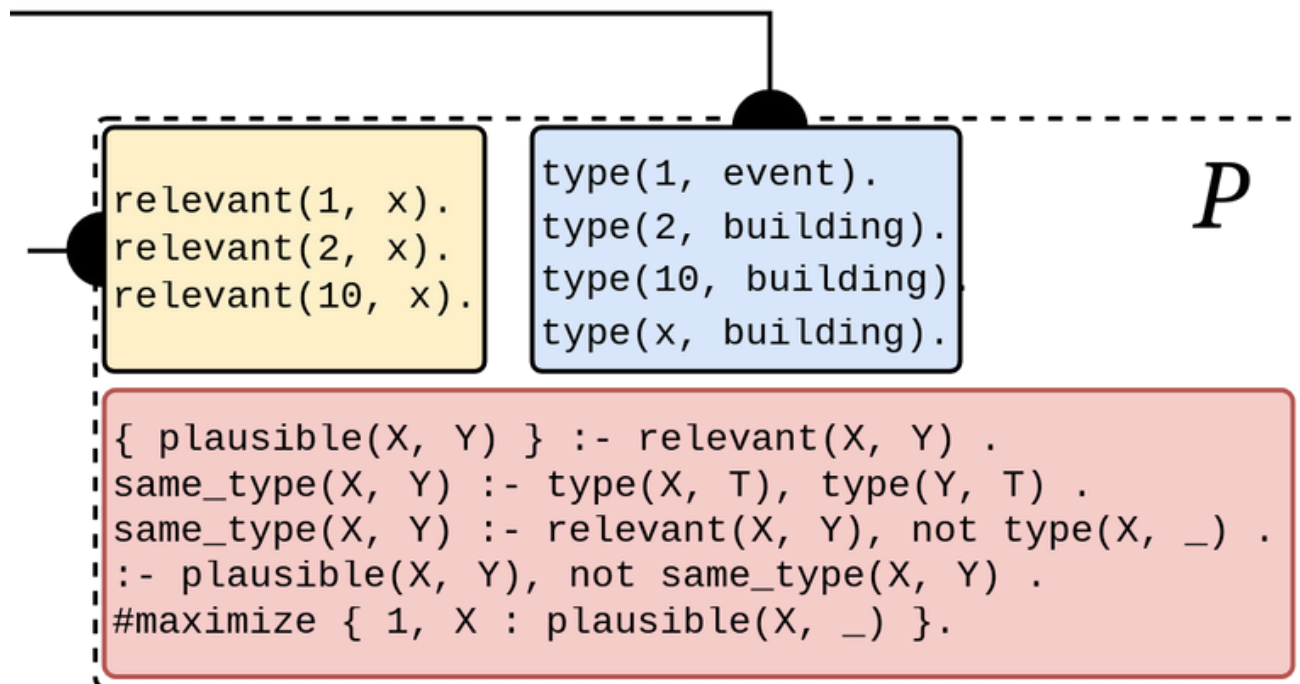 relevant(1, x).
relevant(2, x).
relevant(10, x).
type(1, event).
type(2, building).
type(10, building).
type(x, building).
P
{ plausible(X, Y) } :- relevant(X, Y) .
same_type(X, Y) :- type(X, T), type(Y, T) .
same_type(X, Y) :- relevant(X, Y), not type(X, _) .
:- plausible(X, Y), not same_type(X, Y) .
#maximize { 1, X : plausible(X, _) }.